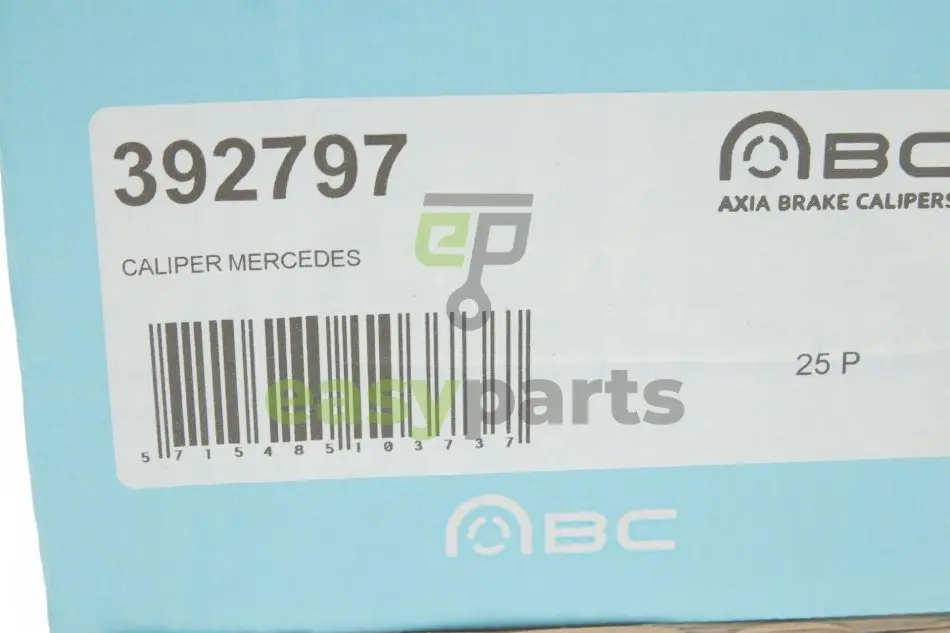 392797
ABC
AXIA BRAKE CALIPERS
CALIPER MERCEDES
ep
25 P
easyparts
5 715485 103737
ABC